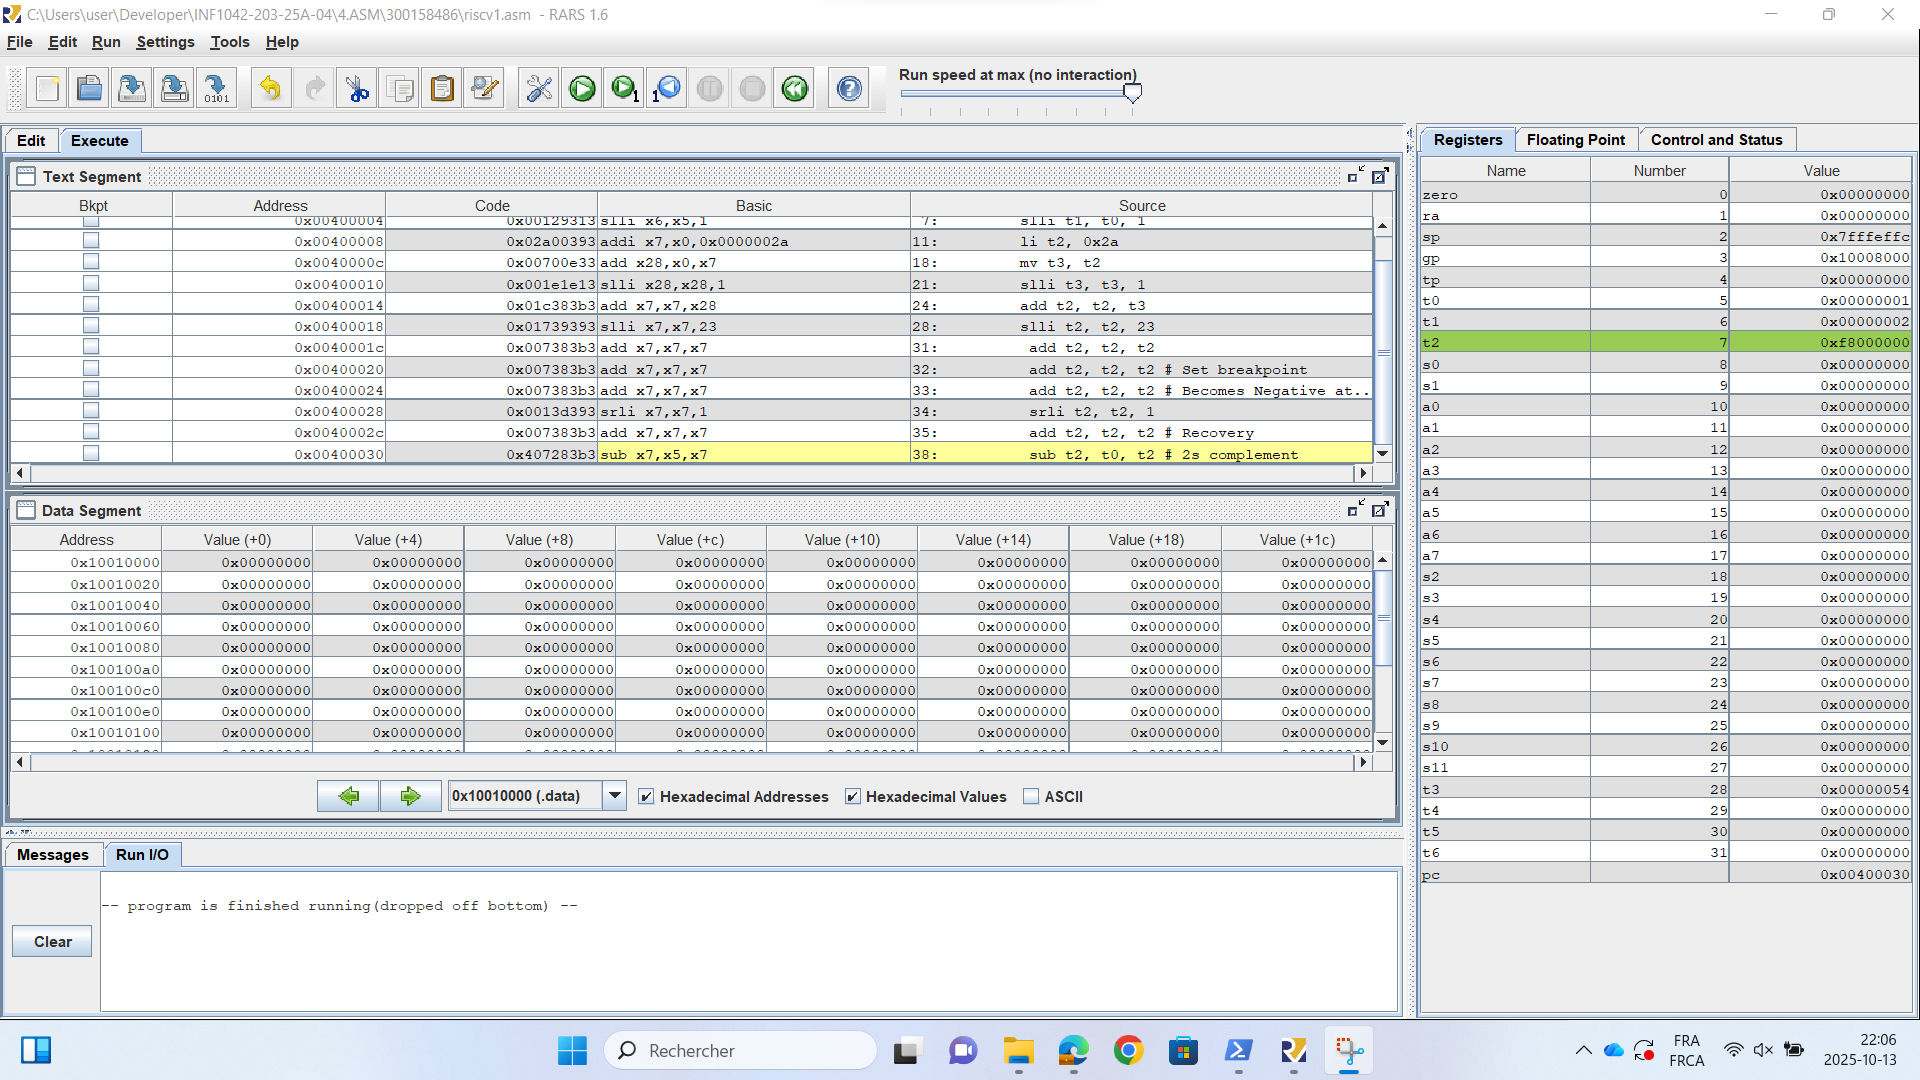 C:\Users\user\Developer\INF1042-203-25A-04\4.ASM\300158486\riscv1.asm - RARS 1.6
File Edit Run Settings Tools Help
Run speed at max (no interaction)
Edit Execute
Text Segment
Bkpt Address Code Basic Source
0x00400004 0x00129313 slli x6,x5,1 7: slli t1, t0, 1
0x00400008 0x02a00393 addi x7,x0,0x0000002a 11: li t2, 0x2a
0x0040000c 0x00700e33 add x28,x0,x7 18: mv t3, t2
0x00400010 0x001e1e13 slli x28,x28,1 21: slli t3, t3, 1
0x00400014 0x01c383b3 add x7,x7,x28 24: add t2, t2, t3
0x00400018 0x01739393 slli x7,x7,23 28: slli t2, t2, 23
0x0040001c 0x007383b3 add x7,x7,x7 31: add t2, t2, t2
0x00400020 0x007383b3 add x7,x7,x7 32: add t2, t2, t2 # Set breakpoint
0x00400024 0x007383b3 add x7,x7,x7 33: add t2, t2, t2 # Becomes Negative at..
0x00400028 0x0013d393 srli x7,x7,1 34: srli t2, t2, 1
0x0040002c 0x007383b3 add x7,x7,x7 35: add t2, t2, t2 # Recovery
0x00400030 0x407283b3 sub x7,x5,x7 38: sub t2, t0, t2 # 2s complement
Data Segment
Address Value (+0) Value (+4) Value (+8) Value (+c) Value (+10) Value (+14) Value (+18) Value (+1c)
0x10010000 0x00000000 0x00000000 0x00000000 0x00000000 0x00000000 0x00000000 0x00000000 0x00000000
0x10010020 0x00000000 0x00000000 0x00000000 0x00000000 0x00000000 0x00000000 0x00000000 0x00000000
0x10010040 0x00000000 0x00000000 0x00000000 0x00000000 0x00000000 0x00000000 0x00000000 0x00000000
0x10010060 0x00000000 0x00000000 0x00000000 0x00000000 0x00000000 0x00000000 0x00000000 0x00000000
0x10010080 0x00000000 0x00000000 0x00000000 0x00000000 0x00000000 0x00000000 0x00000000 0x00000000
0x100100a0 0x00000000 0x00000000 0x00000000 0x00000000 0x00000000 0x00000000 0x00000000 0x00000000
0x100100c0 0x00000000 0x00000000 0x00000000 0x00000000 0x00000000 0x00000000 0x00000000 0x00000000
0x100100e0 0x00000000 0x00000000 0x00000000 0x00000000 0x00000000 0x00000000 0x00000000 0x00000000
0x10010100 0x00000000 0x00000000 0x00000000 0x00000000 0x00000000 0x00000000 0x00000000 0x00000000
0x10010000 (.data) Hexadecimal Addresses Hexadecimal Values ASCII
Messages Run I/O
-- program is finished running(dropped off bottom) --
Clear
Registers Floating Point Control and Status
Name Number Value
zero 0 0x00000000
ra 1 0x00000000
sp 2 0x7fffeffc
gp 3 0x10008000
tp 4 0x00000000
t0 5 0x00000001
t1 6 0x00000002
t2 7 0xf8000000
s0 8 0x00000000
s1 9 0x00000000
a0 10 0x00000000
a1 11 0x00000000
a2 12 0x00000000
a3 13 0x00000000
a4 14 0x00000000
a5 15 0x00000000
a6 16 0x00000000
a7 17 0x00000000
s2 18 0x00000000
s3 19 0x00000000
s4 20 0x00000000
s5 21 0x00000000
s6 22 0x00000000
s7 23 0x00000000
s8 24 0x00000000
s9 25 0x00000000
s10 26 0x00000000
s11 27 0x00000000
t3 28 0x00000054
t4 29 0x00000000
t5 30 0x00000000
t6 31 0x00000000
pc 0x00400030
Rechercher
FRA
FRCA
22:06
2025-10-13